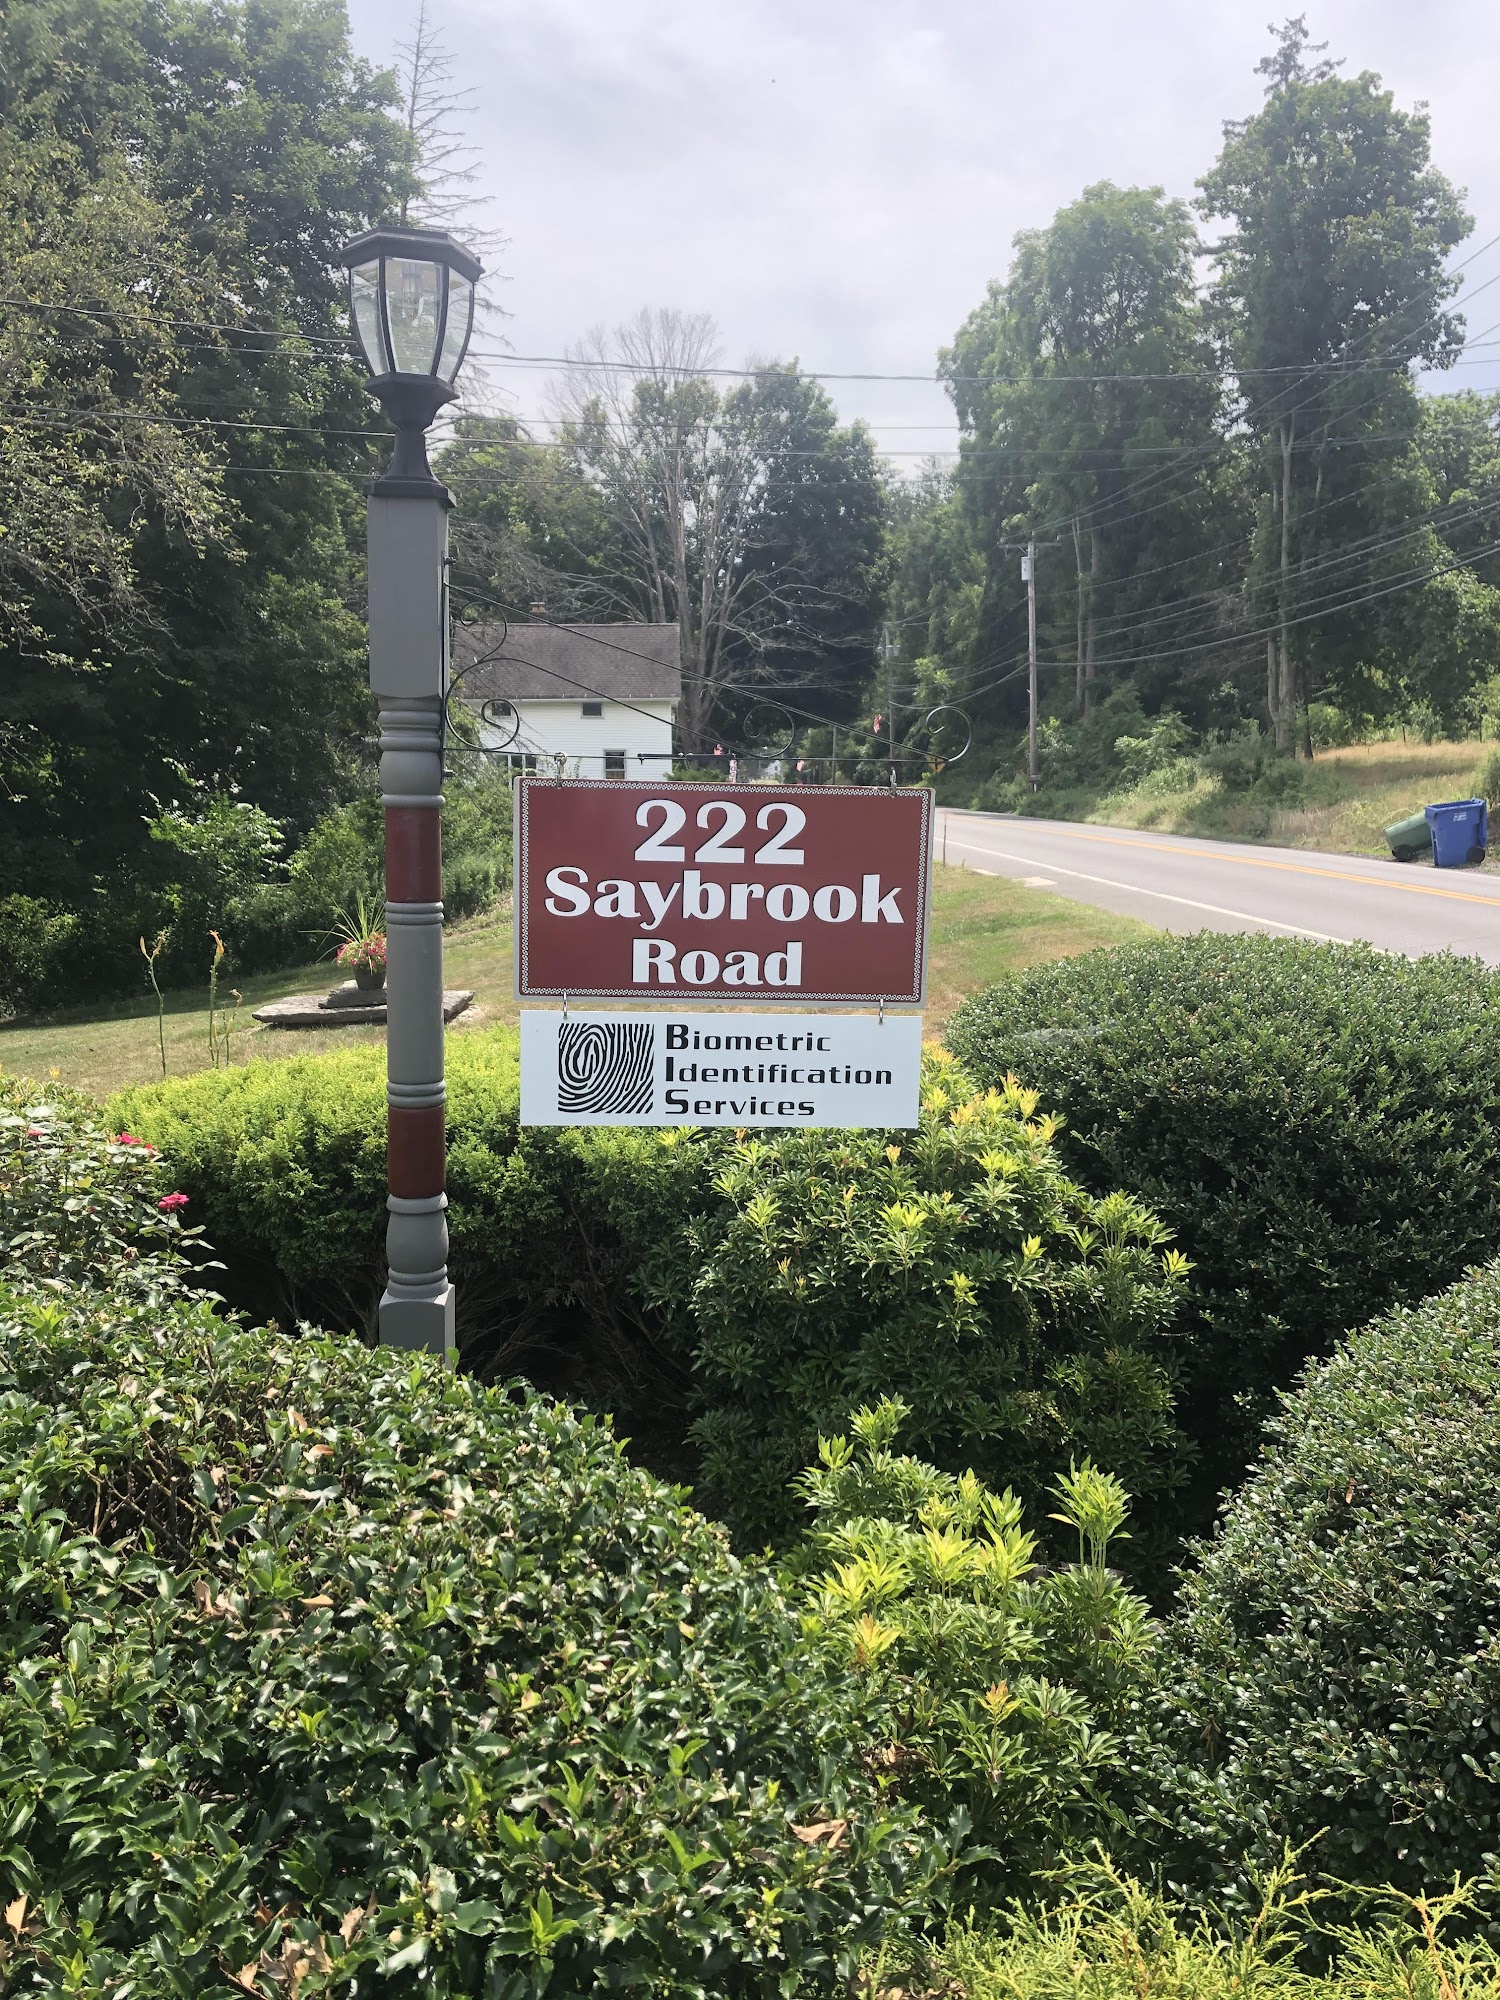 222
Saybrook
Road
Biometric
Identification
Services